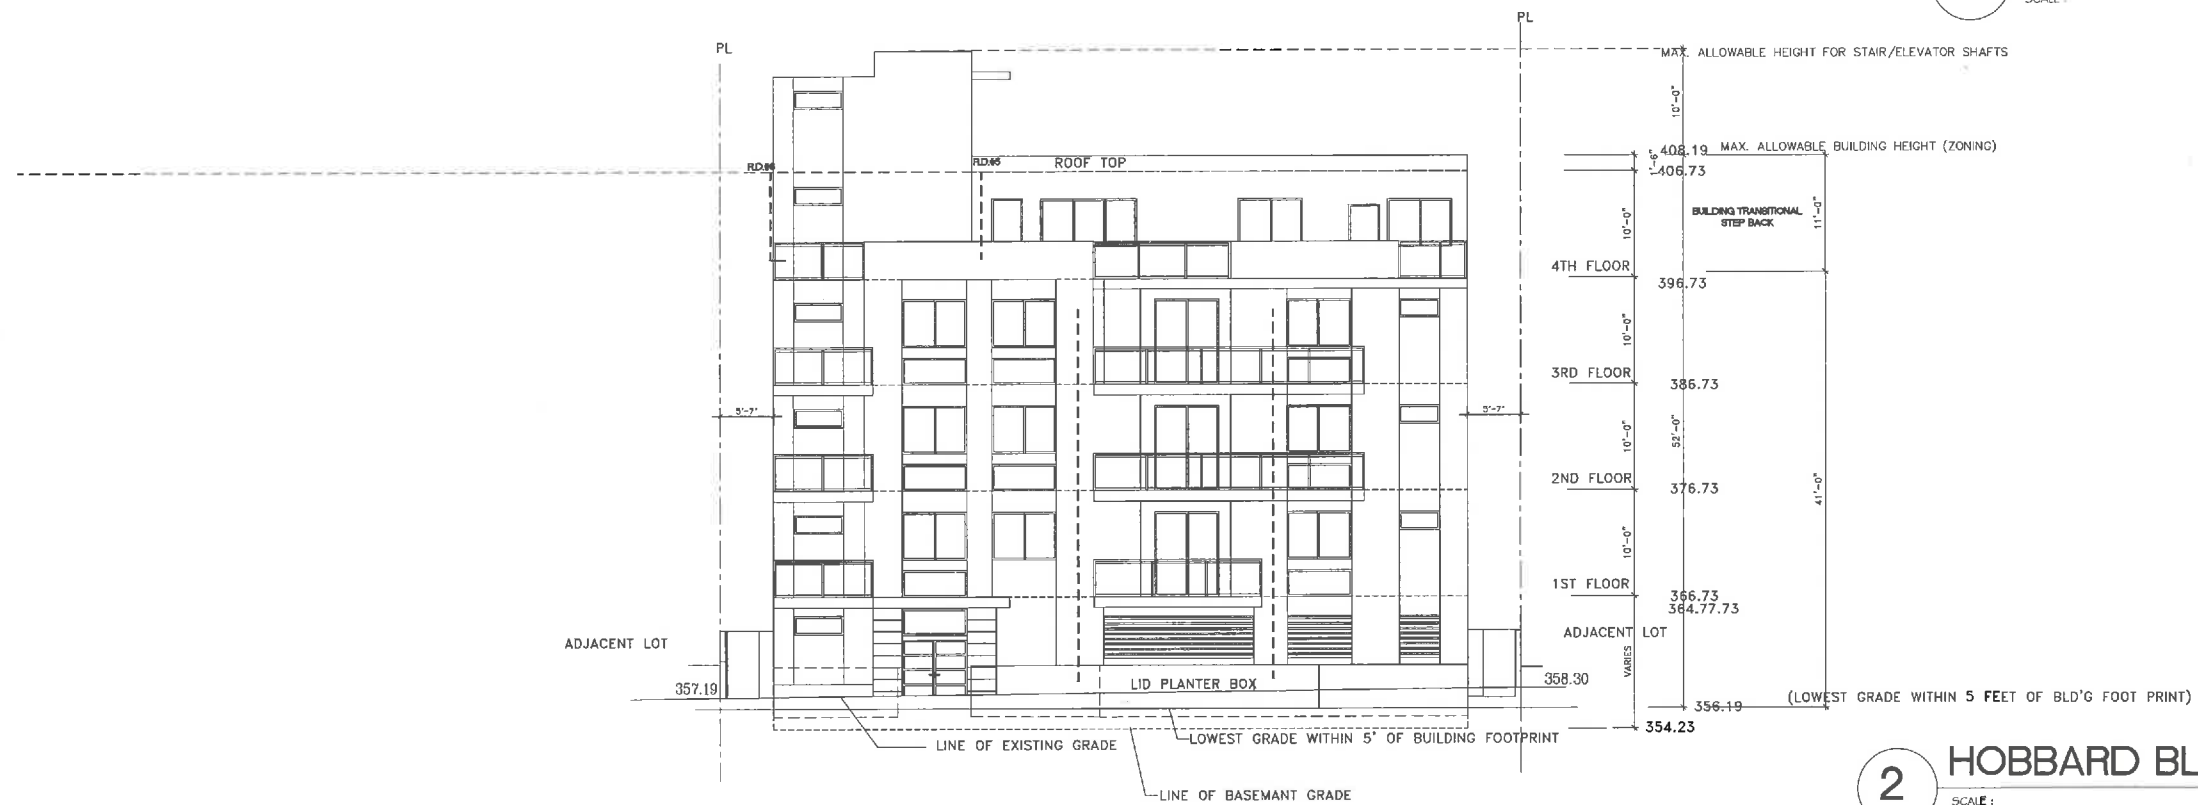 SCALE :
PL
PL
MAX. ALLOWABLE HEIGHT FOR STAIR/ELEVATOR SHAFTS
10'-0"
408.19 MAX. ALLOWABLE BUILDING HEIGHT (ZONING)
R.D.#5
ROOF TOP
406.73
BUILDING TRANSITIONAL
STEP BACK
10'-0"
11'-0"
4TH FLOOR
396.73
10'-0"
3RD FLOOR
386.73
5'-7"
5'-7"
10'-0"
52'-0"
2ND FLOOR
376.73
41'-0"
10'-0"
1ST FLOOR
366.73
364.77.73
ADJACENT LOT
ADJACENT LOT
VARIES
357.19
LID PLANTER BOX
358.30
356.19
(LOWEST GRADE WITHIN 5 FEET OF BLD'G FOOT PRINT)
354.23
LINE OF EXISTING GRADE
LOWEST GRADE WITHIN 5' OF BUILDING FOOTPRINT
LINE OF BASEMANT GRADE
2
HOBBARD BL
SCALE :